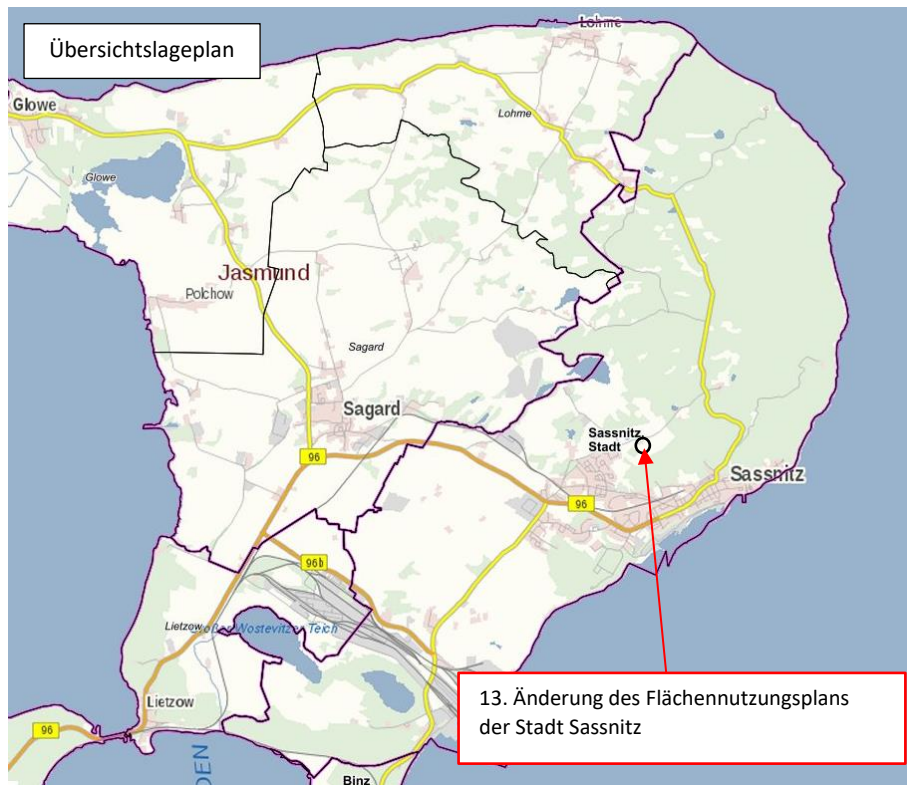 Übersichtslageplan
Lohme
Glowe
Lohme
Glowe
Jasmund
Polchow
Sagard
Sagard
Sassnitz,
Stadt
Sassnitz
96
96
96b
Lietzow
Großer Wostevitzer Teich
Lietzow
96
13. Änderung des Flächennutzungsplans
der Stadt Sassnitz
DEN
Binz